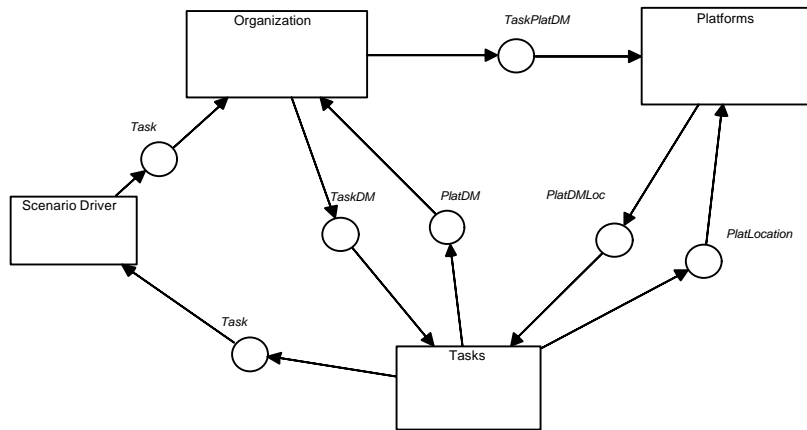 Organization
TaskPlatDM
Platforms
Task
TaskDM
PlatDM
PlatDMLoc
Scenario Driver
PlatLocation
Task
Tasks